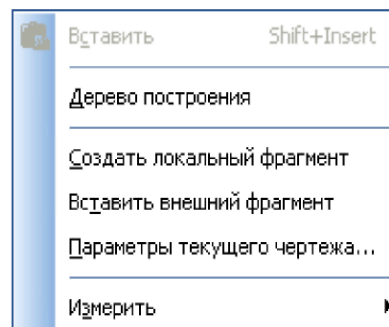 Вставить Shift+Insert
Дерево построения
Создать локальный фрагмент
Вставить внешний фрагмент
Параметры текущего чертежа...
Измерить